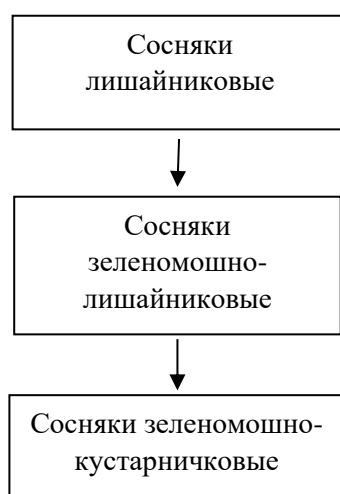 Сосняки
лишайниковые
Сосняки
зеленомошно-
лишайниковые
Сосняки зеленомошно-
кустарничковые